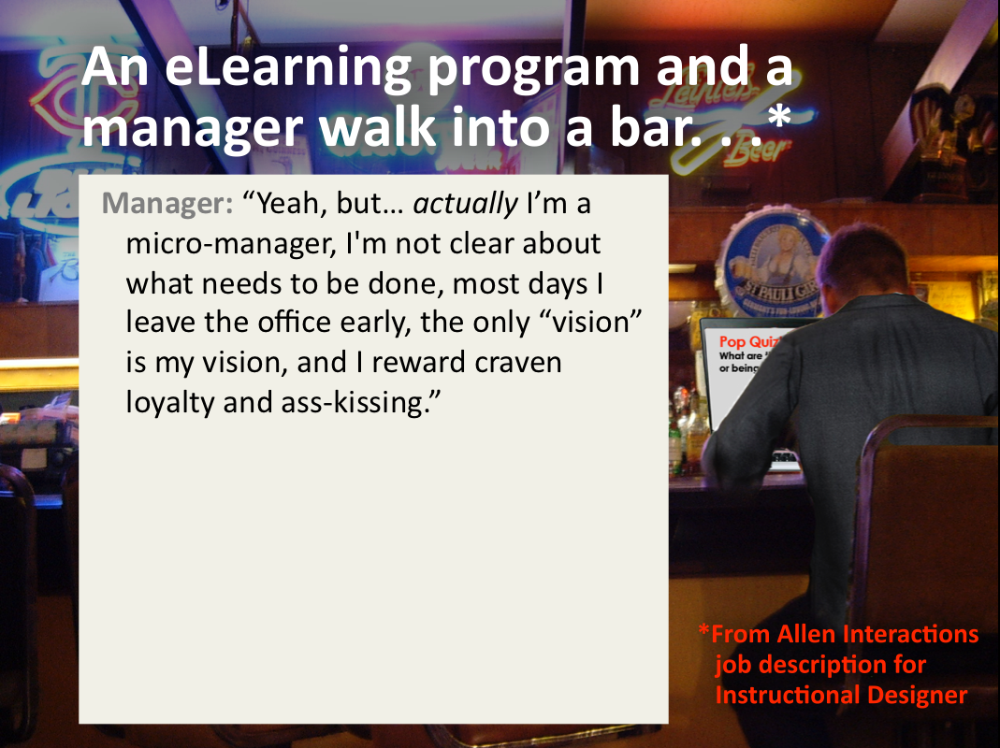 An eLearning program and a
manager walk into a bar. . .*
Leinie's
Beer
Manager: “Yeah, but… actually I’m a
micro-manager, I'm not clear about
what needs to be done, most days I
leave the office early, the only “vision”
is my vision, and I reward craven
loyalty and ass-kissing.”
ST PAULI GIRL
Pop Quiz
What are
or being
*From Allen Interactions
job description for
Instructional Designer